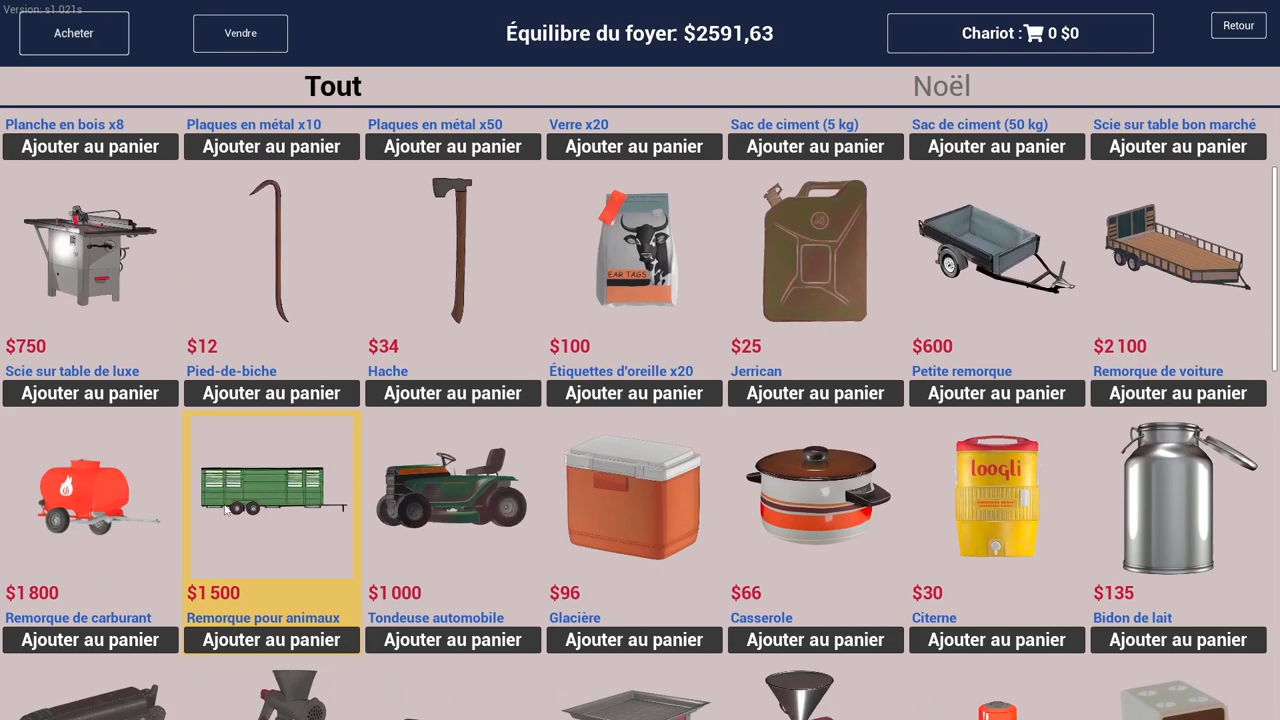 Version: s1.021s
Acheter
Vendre
Équilibre du foyer: $2591,63
Chariot : 0 $0
Retour
Tout
Noël
Planche en bois x8
Plaques en métal x10
Plaques en métal x50
Verre x20
Sac de ciment (5 kg)
Sac de ciment (50 kg)
Scie sur table bon marché
Ajouter au panier
Ajouter au panier
Ajouter au panier
Ajouter au panier
Ajouter au panier
Ajouter au panier
Ajouter au panier
EAR TAGS
$750
$12
$34
$100
$25
$600
$2 100
Scie sur table de luxe
Pied-de-biche
Hache
Étiquettes d'oreille x20
Jerrican
Petite remorque
Remorque de voiture
Ajouter au panier
Ajouter au panier
Ajouter au panier
Ajouter au panier
Ajouter au panier
Ajouter au panier
Ajouter au panier
loogli
$1 800
$1 500
$1 000
$96
$66
$30
$135
Remorque de carburant
Remorque pour animaux
Tondeuse automobile
Glacière
Casserole
Citerne
Bidon de lait
Ajouter au panier
Ajouter au panier
Ajouter au panier
Ajouter au panier
Ajouter au panier
Ajouter au panier
Ajouter au panier